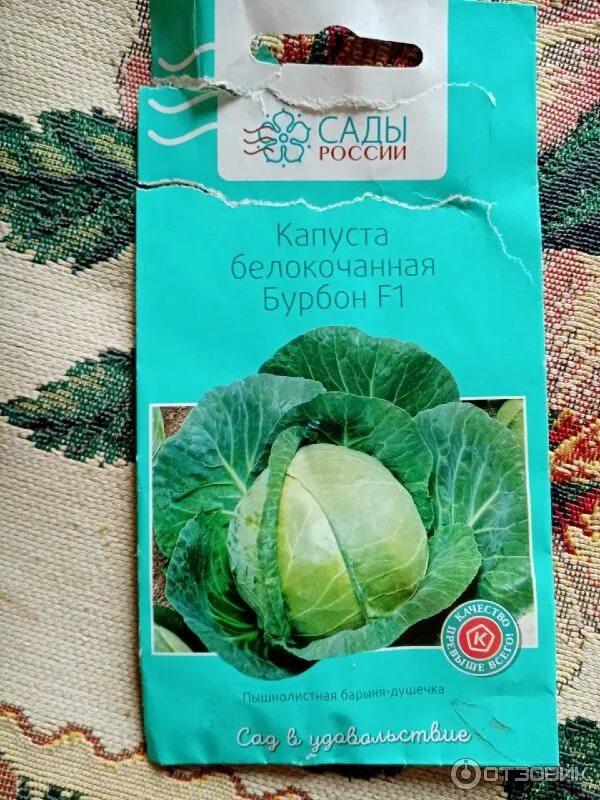 САДЫ
РОССИИ
Капуста
белокочанная
Бурбон F1
КАЧЕСТВО
ПРЕВЫШЕ ВСЕГО!
К
Пышнолистная барыня-душечка
Сад в удовольствие
ОТЗОВИК